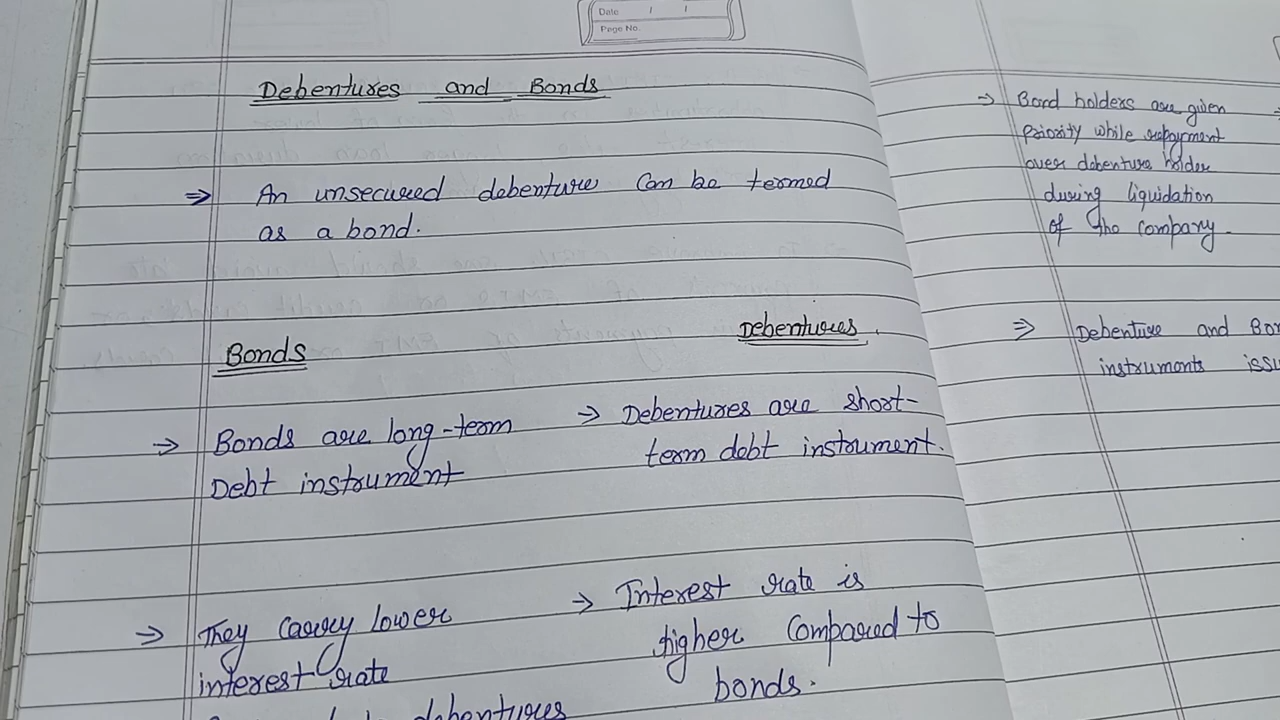 Date / /
Page No.
Debentures and Bonds
⇒ An unsecured debenture can be termed
as a bond.
Bonds
⇒ Bonds are long-term
Debt instrument
⇒ They carry lower
interest rate
debentures
Debentures.
→ Debentures are short-
term debt instrument.
→ Interest rate is
higher compared to
bonds.
⇒ Bond holders are given
priority while repayment
over debenture holder
during liquidation
of the company.
⇒ Debenture and
instruments